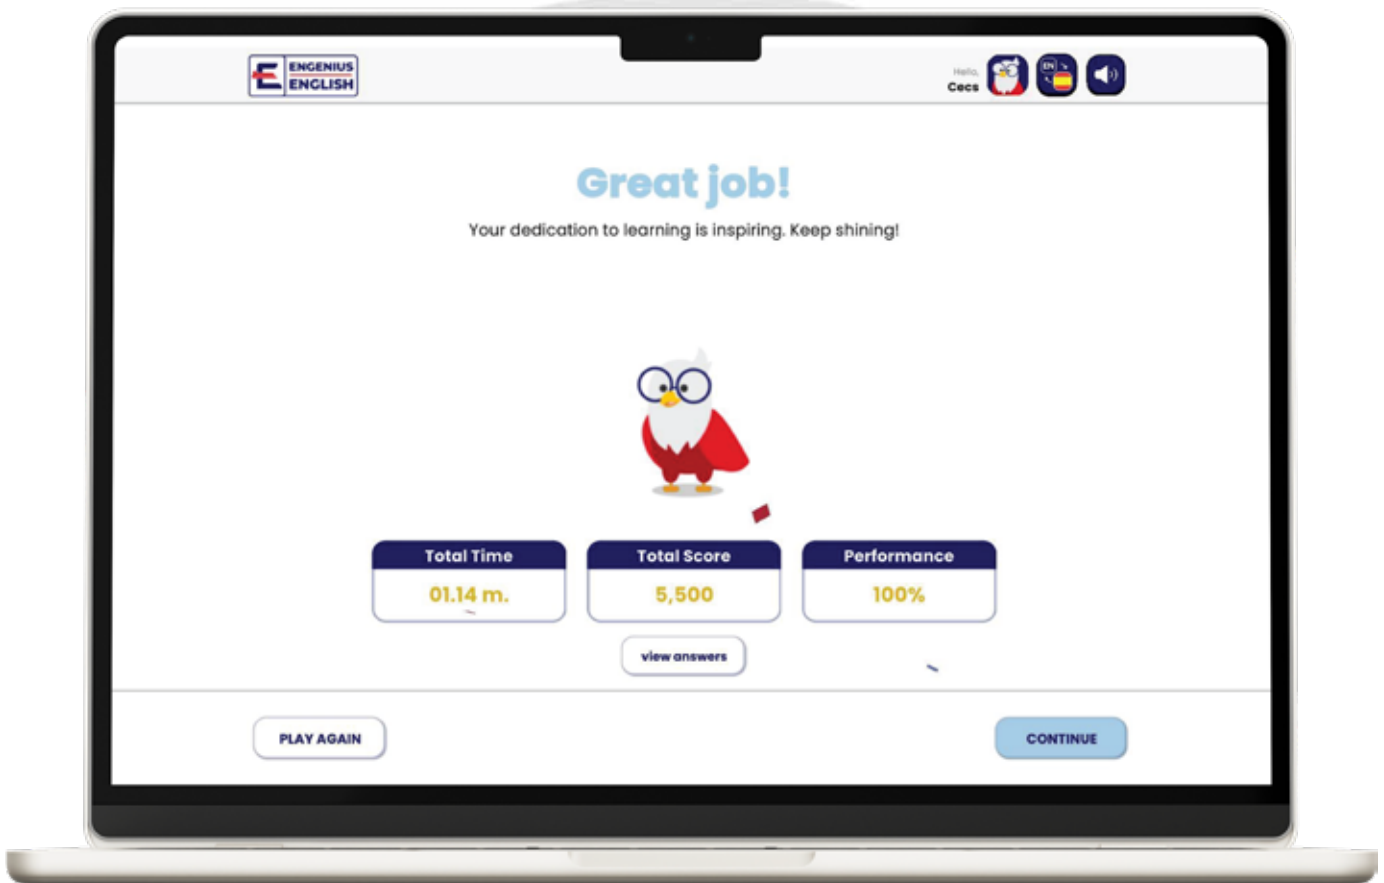 ENGENIUS
ENGLISH
Hello,
Cecs
EN
Great job!
Your dedication to learning is inspiring. Keep shining!
Total Time
01.14 m.
Total Score
5,500
Performance
100%
view answers
PLAY AGAIN
CONTINUE